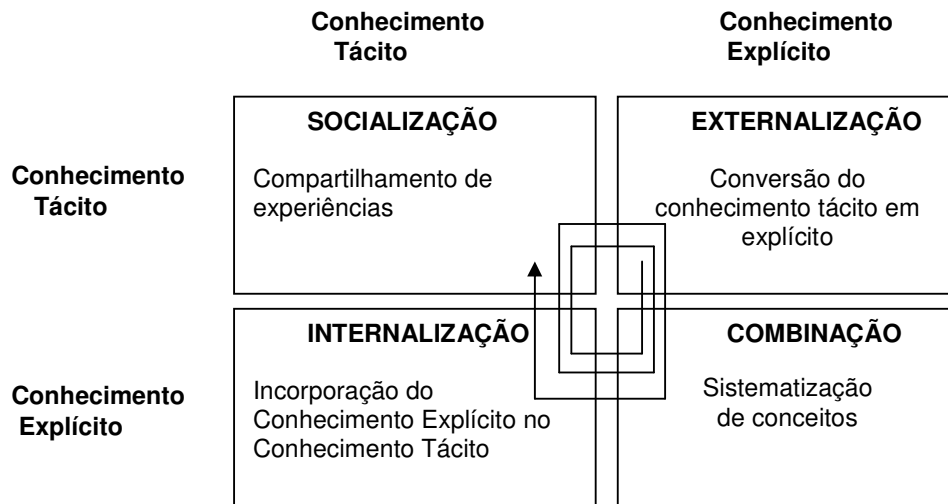 Conhecimento
Tácito
Conhecimento
Explícito
Conhecimento
Tácito
SOCIALIZAÇÃO
Compartilhamento de
experiências
EXTERNALIZAÇÃO
Conversão do
conhecimento tácito em
explícito
Conhecimento
Explícito
INTERNALIZAÇÃO
Incorporação do
Conhecimento Explícito no
Conhecimento Tácito
COMBINAÇÃO
Sistematização
de conceitos